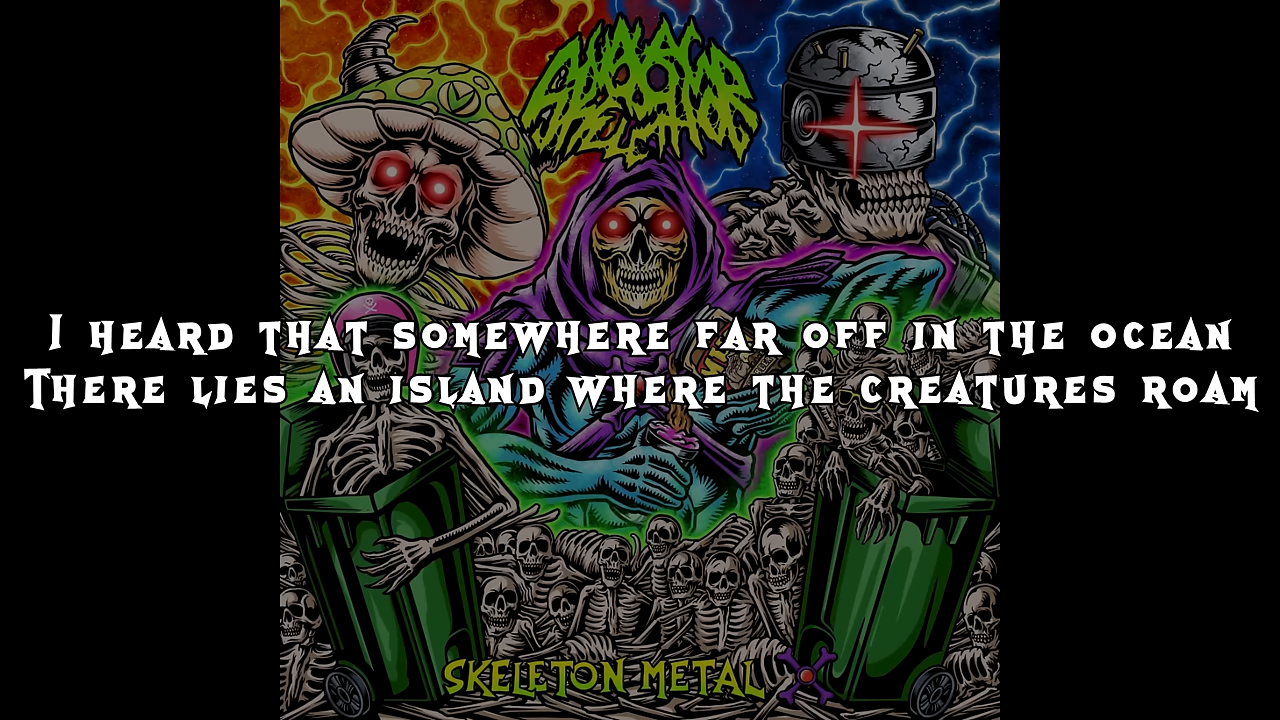 I HEARD THAT SOMEWHERE FAR OFF IN THE OCEAN
THERE LIES AN ISLAND WHERE THE CREATURES ROAM
SKELETON METAL